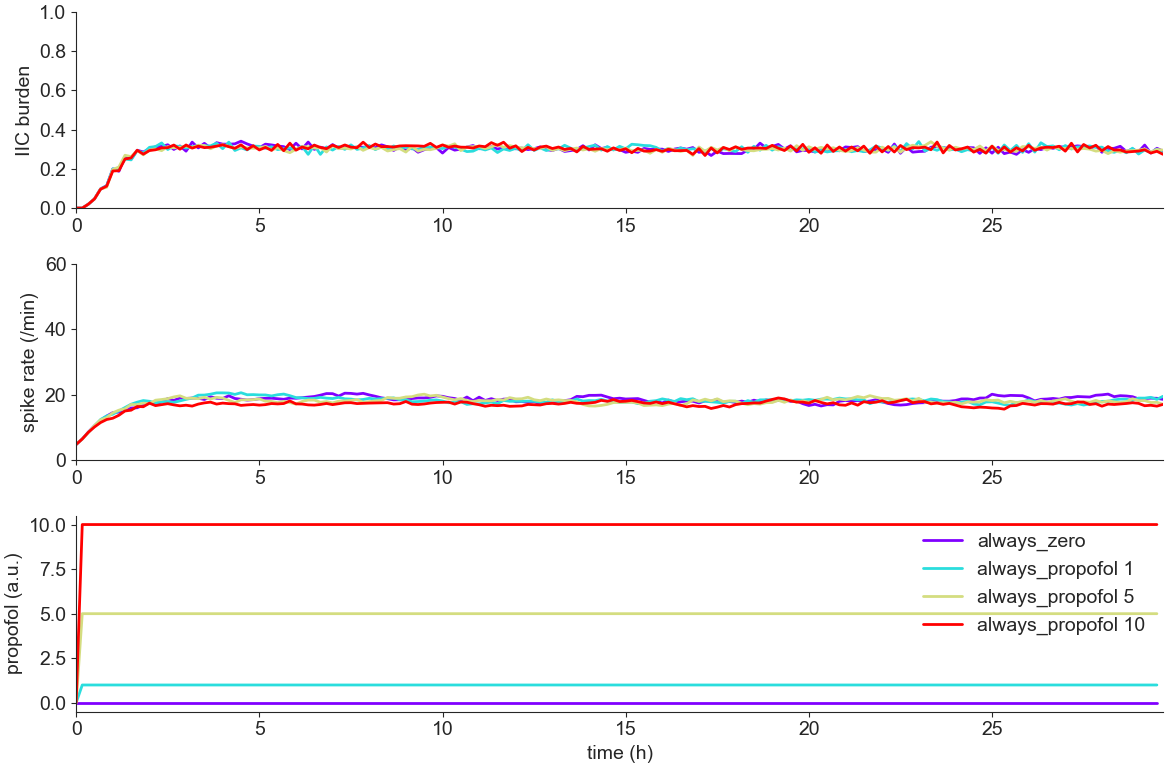 1.0
0.8
0.6
0.4
0.2
0.0
IIC burden
0 5 10 15 20 25
60
40
20
0
spike rate (/min)
0 5 10 15 20 25
10.0
7.5
5.0
2.5
0.0
propofol (a.u.)
always_zero
always_propofol 1
always_propofol 5
always_propofol 10
0 5 10 15 20 25
time (h)